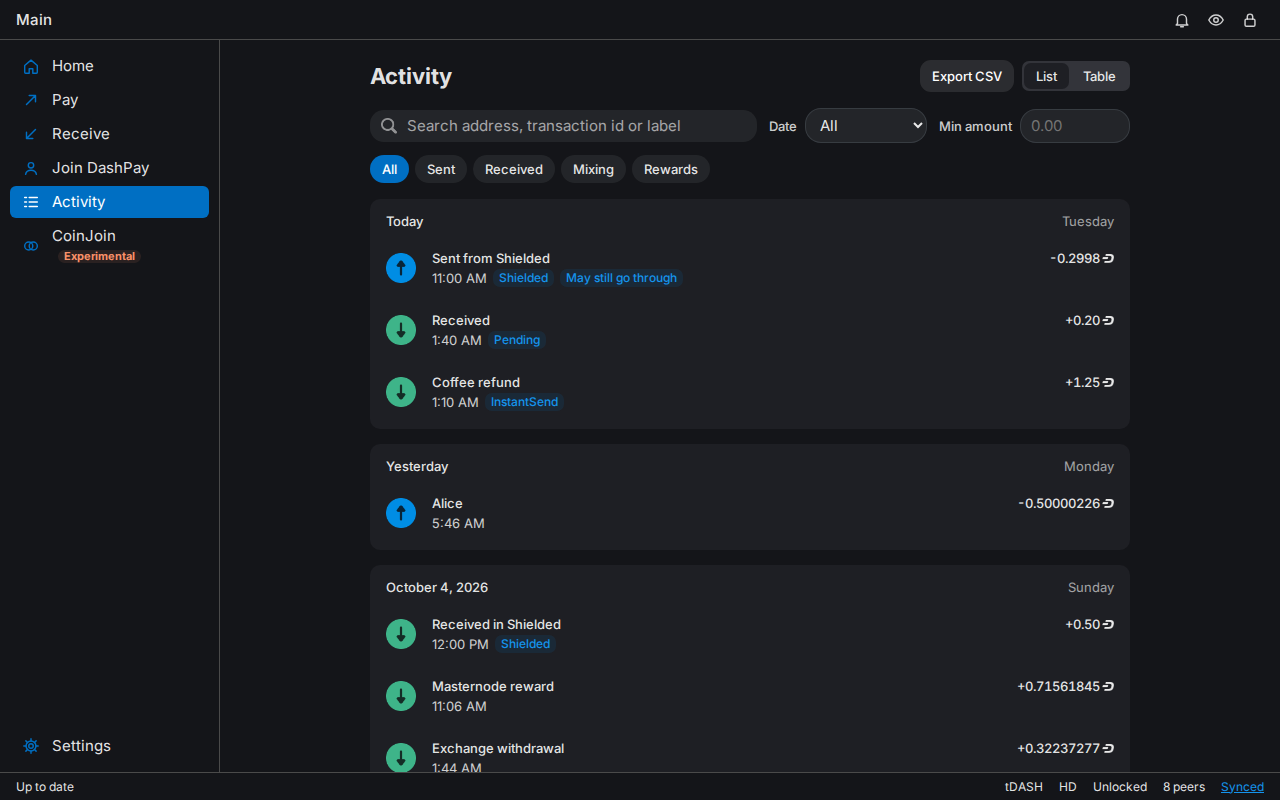 Main
Home
Pay
Receive
Join DashPay
Activity
CoinJoin
Experimental
Settings
Activity
Export CSV
List
Table
Search address, transaction id or label
Date
All
Min amount
0.00
All
Sent
Received
Mixing
Rewards
Today
Tuesday
Sent from Shielded
-0.2998
11:00 AM
Shielded
May still go through
Received
+0.20
1:40 AM
Pending
Coffee refund
+1.25
1:10 AM
InstantSend
Yesterday
Monday
Alice
-0.50000226
5:46 AM
October 4, 2026
Sunday
Received in Shielded
+0.50
12:00 PM
Shielded
Masternode reward
+0.71561845
11:06 AM
Exchange withdrawal
+0.32237277
1:44 AM
Up to date
tDASH
HD
Unlocked
8 peers
Synced